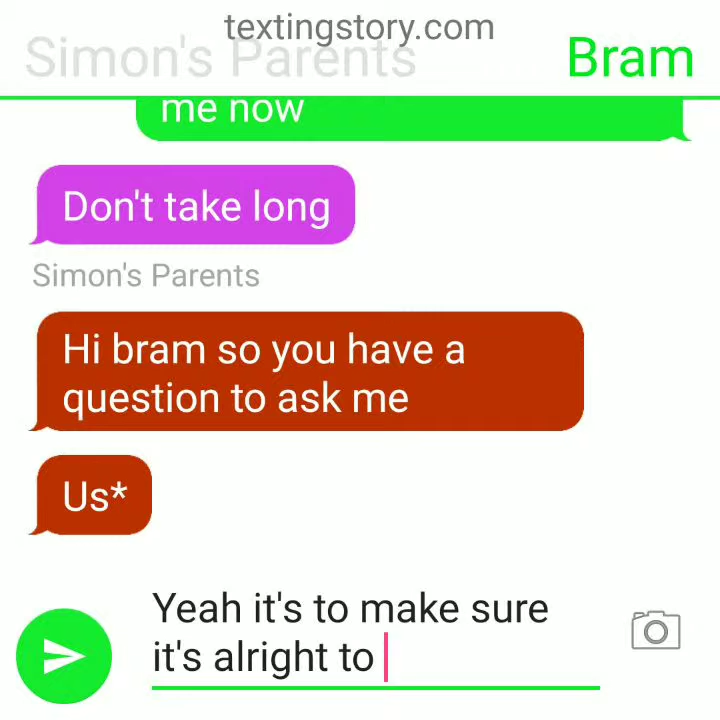 textingstory.com
Simon's Parents
Bram
me now
Don't take long
Simon's Parents
Hi bram so you have a
question to ask me
Us*
Yeah it's to make sure
it's alright to